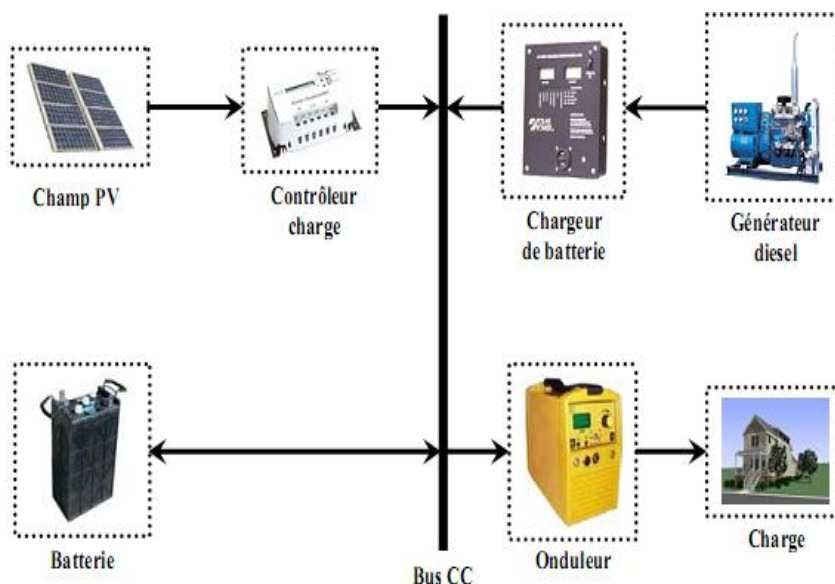 Champ PV
Contrôleur
charge
Chargeur
de batterie
Générateur
diesel
Batterie
Bus CC
Onduleur
Charge